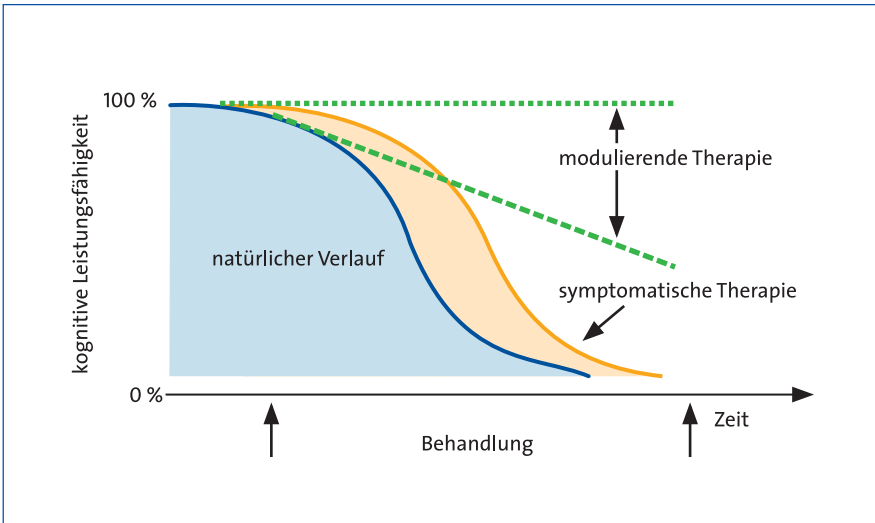 100 %
modulierende Therapie
kognitive Leistungsfähigkeit
natürlicher Verlauf
symptomatische Therapie
0 %
Zeit
Behandlung